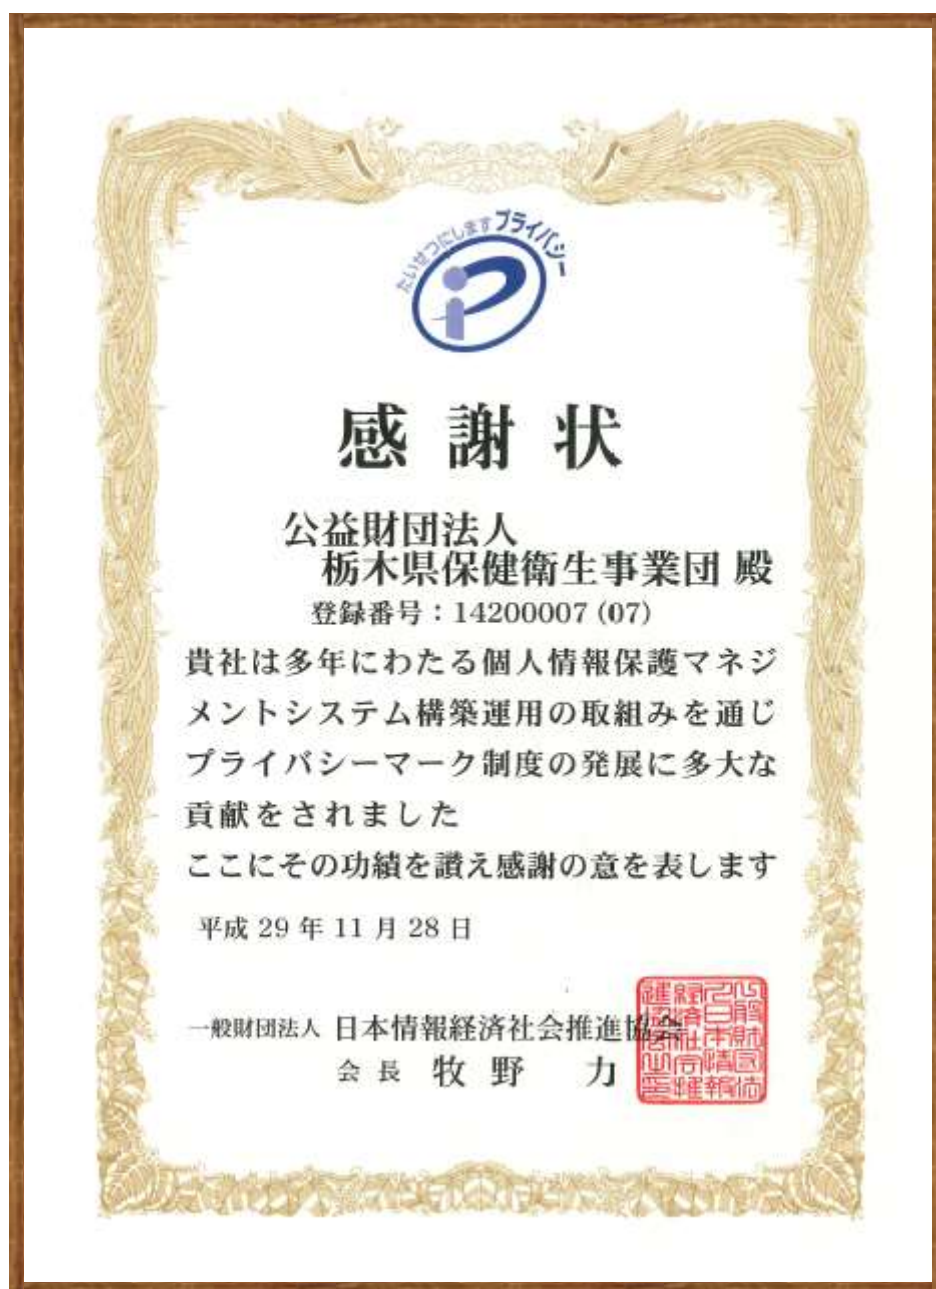 たいせつにしますプライバシー
感謝状
公益財団法人
栃木県保健衛生事業団 殿
登録番号：14200007 (07)
貴社は多年にわたる個人情報保護マネジ
メントシステム構築運用の取組みを通じ
プライバシーマーク制度の発展に多大な
貢献をされました
ここにその功績を讃え感謝の意を表します
平成 29 年 11 月 28 日
一般財団法人 日本情報経済社会推進協会
会長 牧野 力